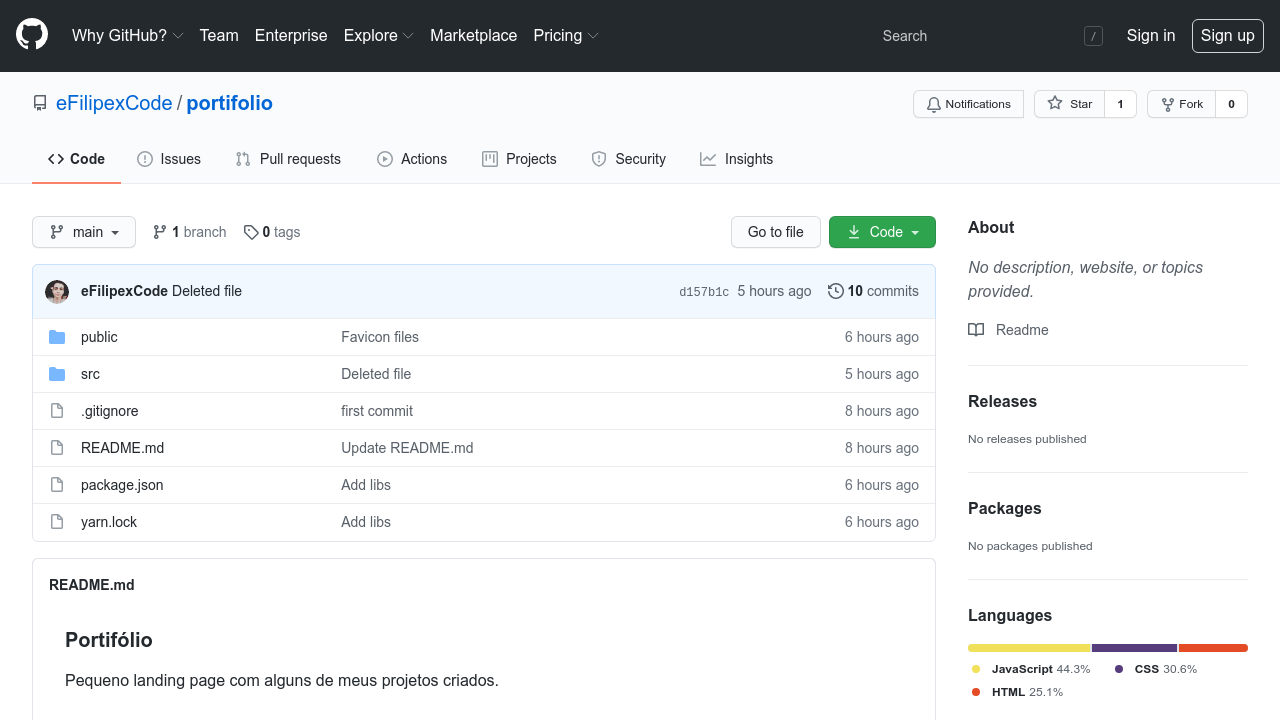 Why GitHub? Team Enterprise Explore Marketplace Pricing Search / Sign in Sign up
eFilipexCode / portifolio Notifications Star 1 Fork 0
Code Issues Pull requests Actions Projects Security Insights
main 1 branch 0 tags Go to file Code
eFilipexCode Deleted file d157b1c 5 hours ago 10 commits
public Favicon files 6 hours ago
src Deleted file 5 hours ago
.gitignore first commit 8 hours ago
README.md Update README.md 8 hours ago
package.json Add libs 6 hours ago
yarn.lock Add libs 6 hours ago
README.md
Portifólio
Pequeno landing page com alguns de meus projetos criados.
About
No description, website, or topics
provided.
Readme
Releases
No releases published
Packages
No packages published
Languages
JavaScript 44.3% CSS 30.6%
HTML 25.1%